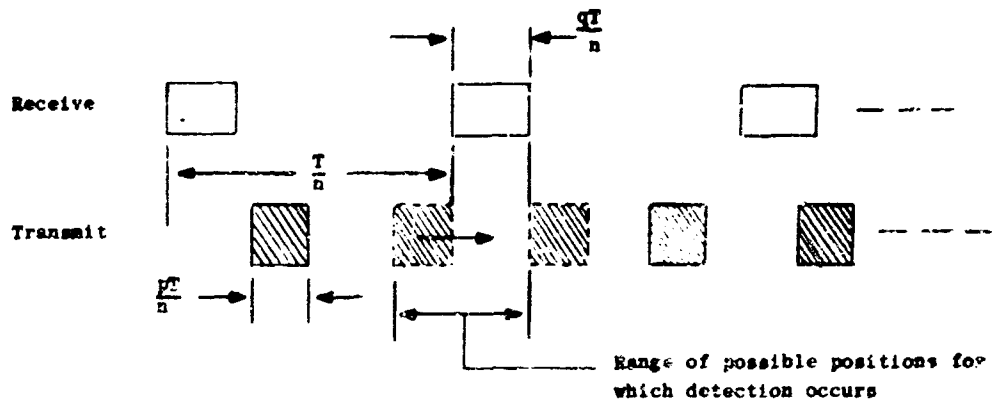 qT
n
Receive
T
n
Transmit
pT
n
Range of possible positions for
which detection occurs